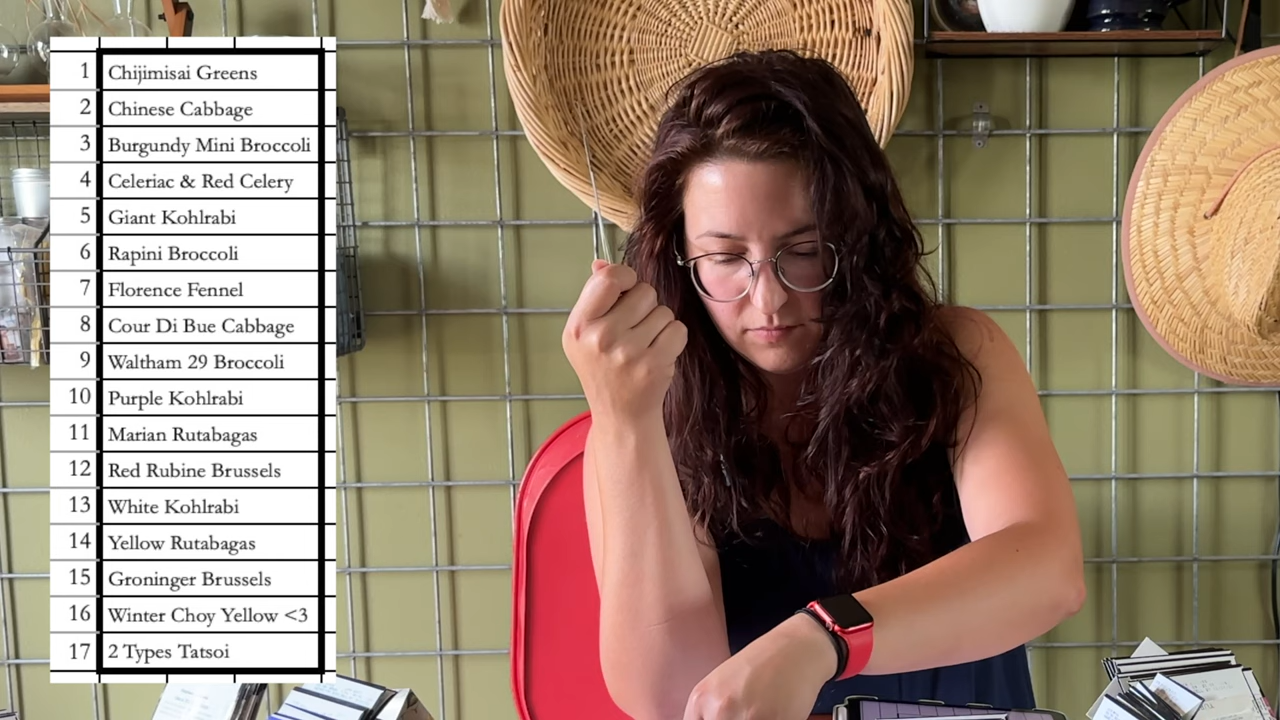 1 Chijimisai Greens
2 Chinese Cabbage
3 Burgundy Mini Broccoli
4 Celeriac & Red Celery
5 Giant Kohlrabi
6 Rapini Broccoli
7 Florence Fennel
8 Cour Di Bue Cabbage
9 Waltham 29 Broccoli
10 Purple Kohlrabi
11 Marian Rutabagas
12 Red Rubine Brussels
13 White Kohlrabi
14 Yellow Rutabagas
15 Groninger Brussels
16 Winter Choy Yellow <3
17 2 Types Tatsoi